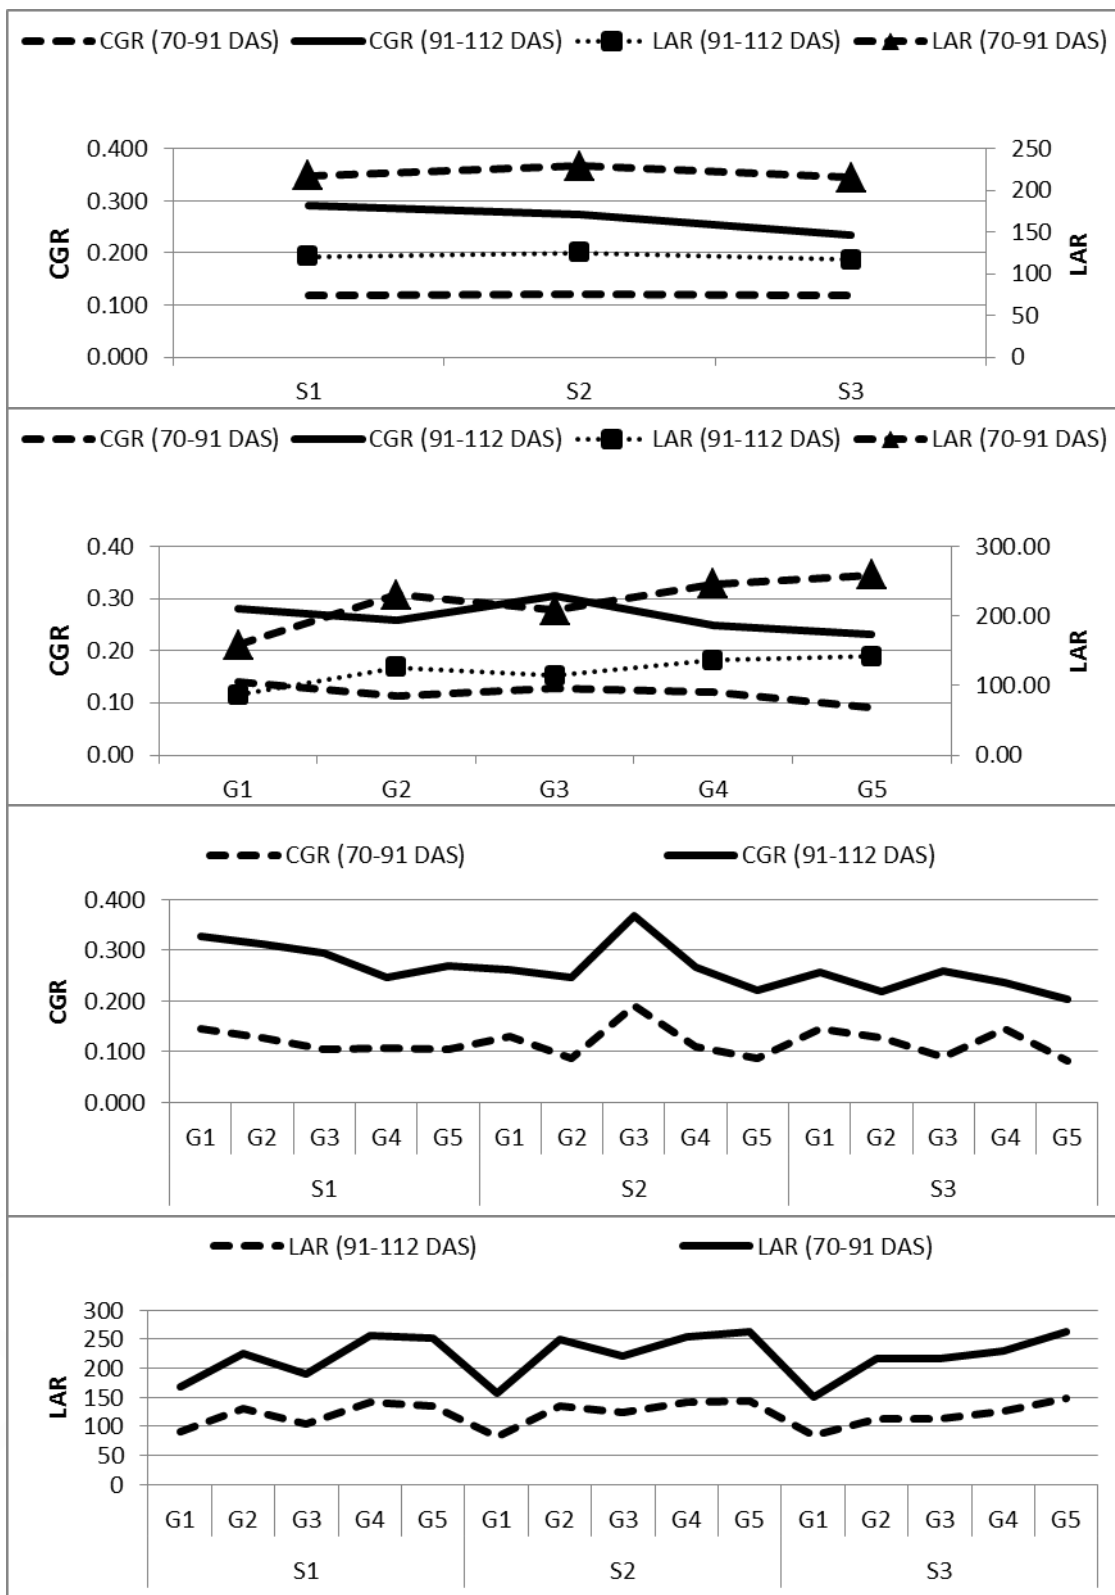 CGR (70-91 DAS) CGR (91-112 DAS) LAR (91-112 DAS) LAR (70-91 DAS)
0.400 250
0.300 200
0.200 150
0.100 100
0.000 50
0
CGR
LAR
S1 S2 S3
CGR (70-91 DAS) CGR (91-112 DAS) LAR (91-112 DAS) LAR (70-91 DAS)
0.40 300.00
0.30 200.00
0.20 100.00
0.10 0.00
0.00
CGR
LAR
G1 G2 G3 G4 G5
CGR (70-91 DAS) CGR (91-112 DAS)
0.400
0.300
0.200
0.100
0.000
CGR
G1 G2 G3 G4 G5 G1 G2 G3 G4 G5 G1 G2 G3 G4 G5
S1 S2 S3
LAR (91-112 DAS) LAR (70-91 DAS)
300
250
200
150
100
50
0
LAR
G1 G2 G3 G4 G5 G1 G2 G3 G4 G5 G1 G2 G3 G4 G5
S1 S2 S3